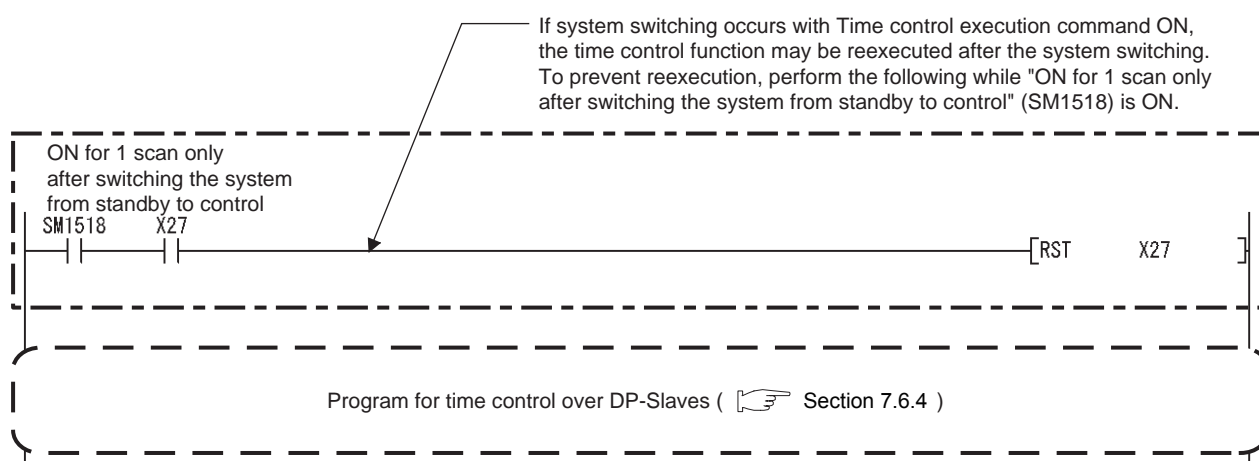 If system switching occurs with Time control execution command ON,
the time control function may be reexecuted after the system switching.
To prevent reexecution, perform the following while "ON for 1 scan only
after switching the system from standby to control" (SM1518) is ON.
ON for 1 scan only
after switching the system
from standby to control
SM1518 X27
[RST X27 ]
Program for time control over DP-Slaves ( Section 7.6.4 )